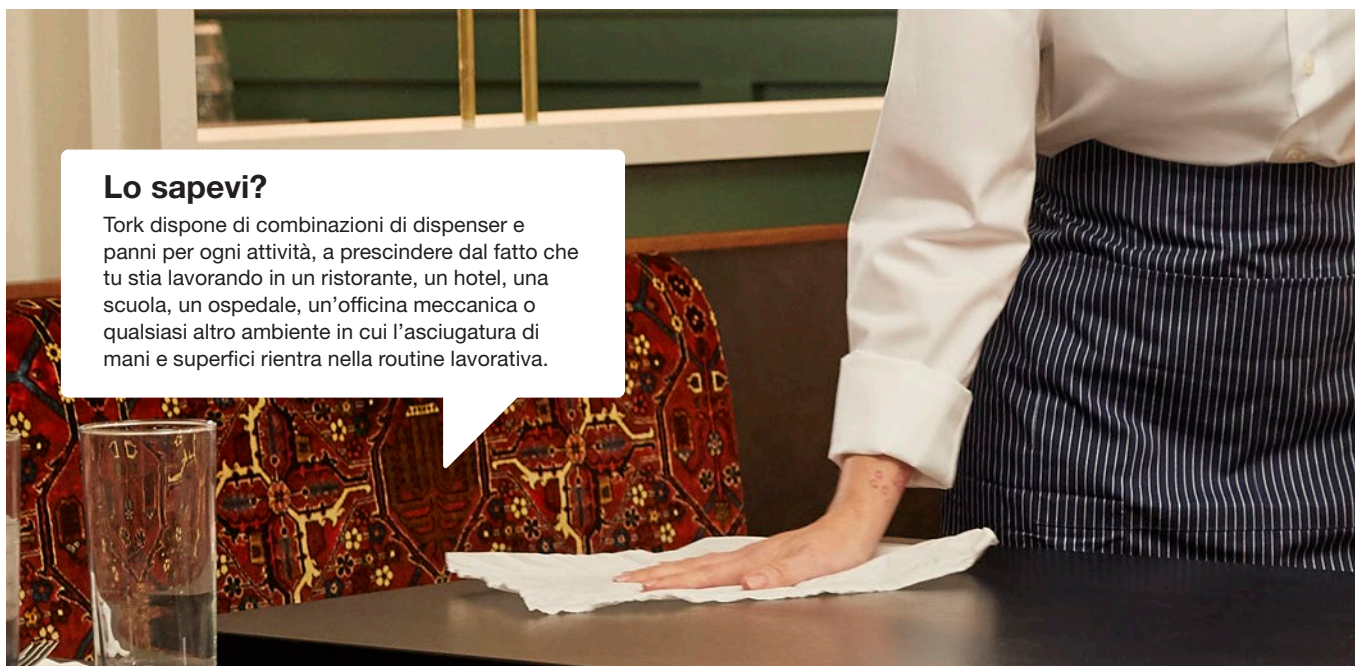 Lo sapevi?
Tork dispone di combinazioni di dispenser e
panni per ogni attività, a prescindere dal fatto che
tu stia lavorando in un ristorante, un hotel, una
scuola, un ospedale, un’officina meccanica o
qualsiasi altro ambiente in cui l’asciugatura di
mani e superfici rientra nella routine lavorativa.